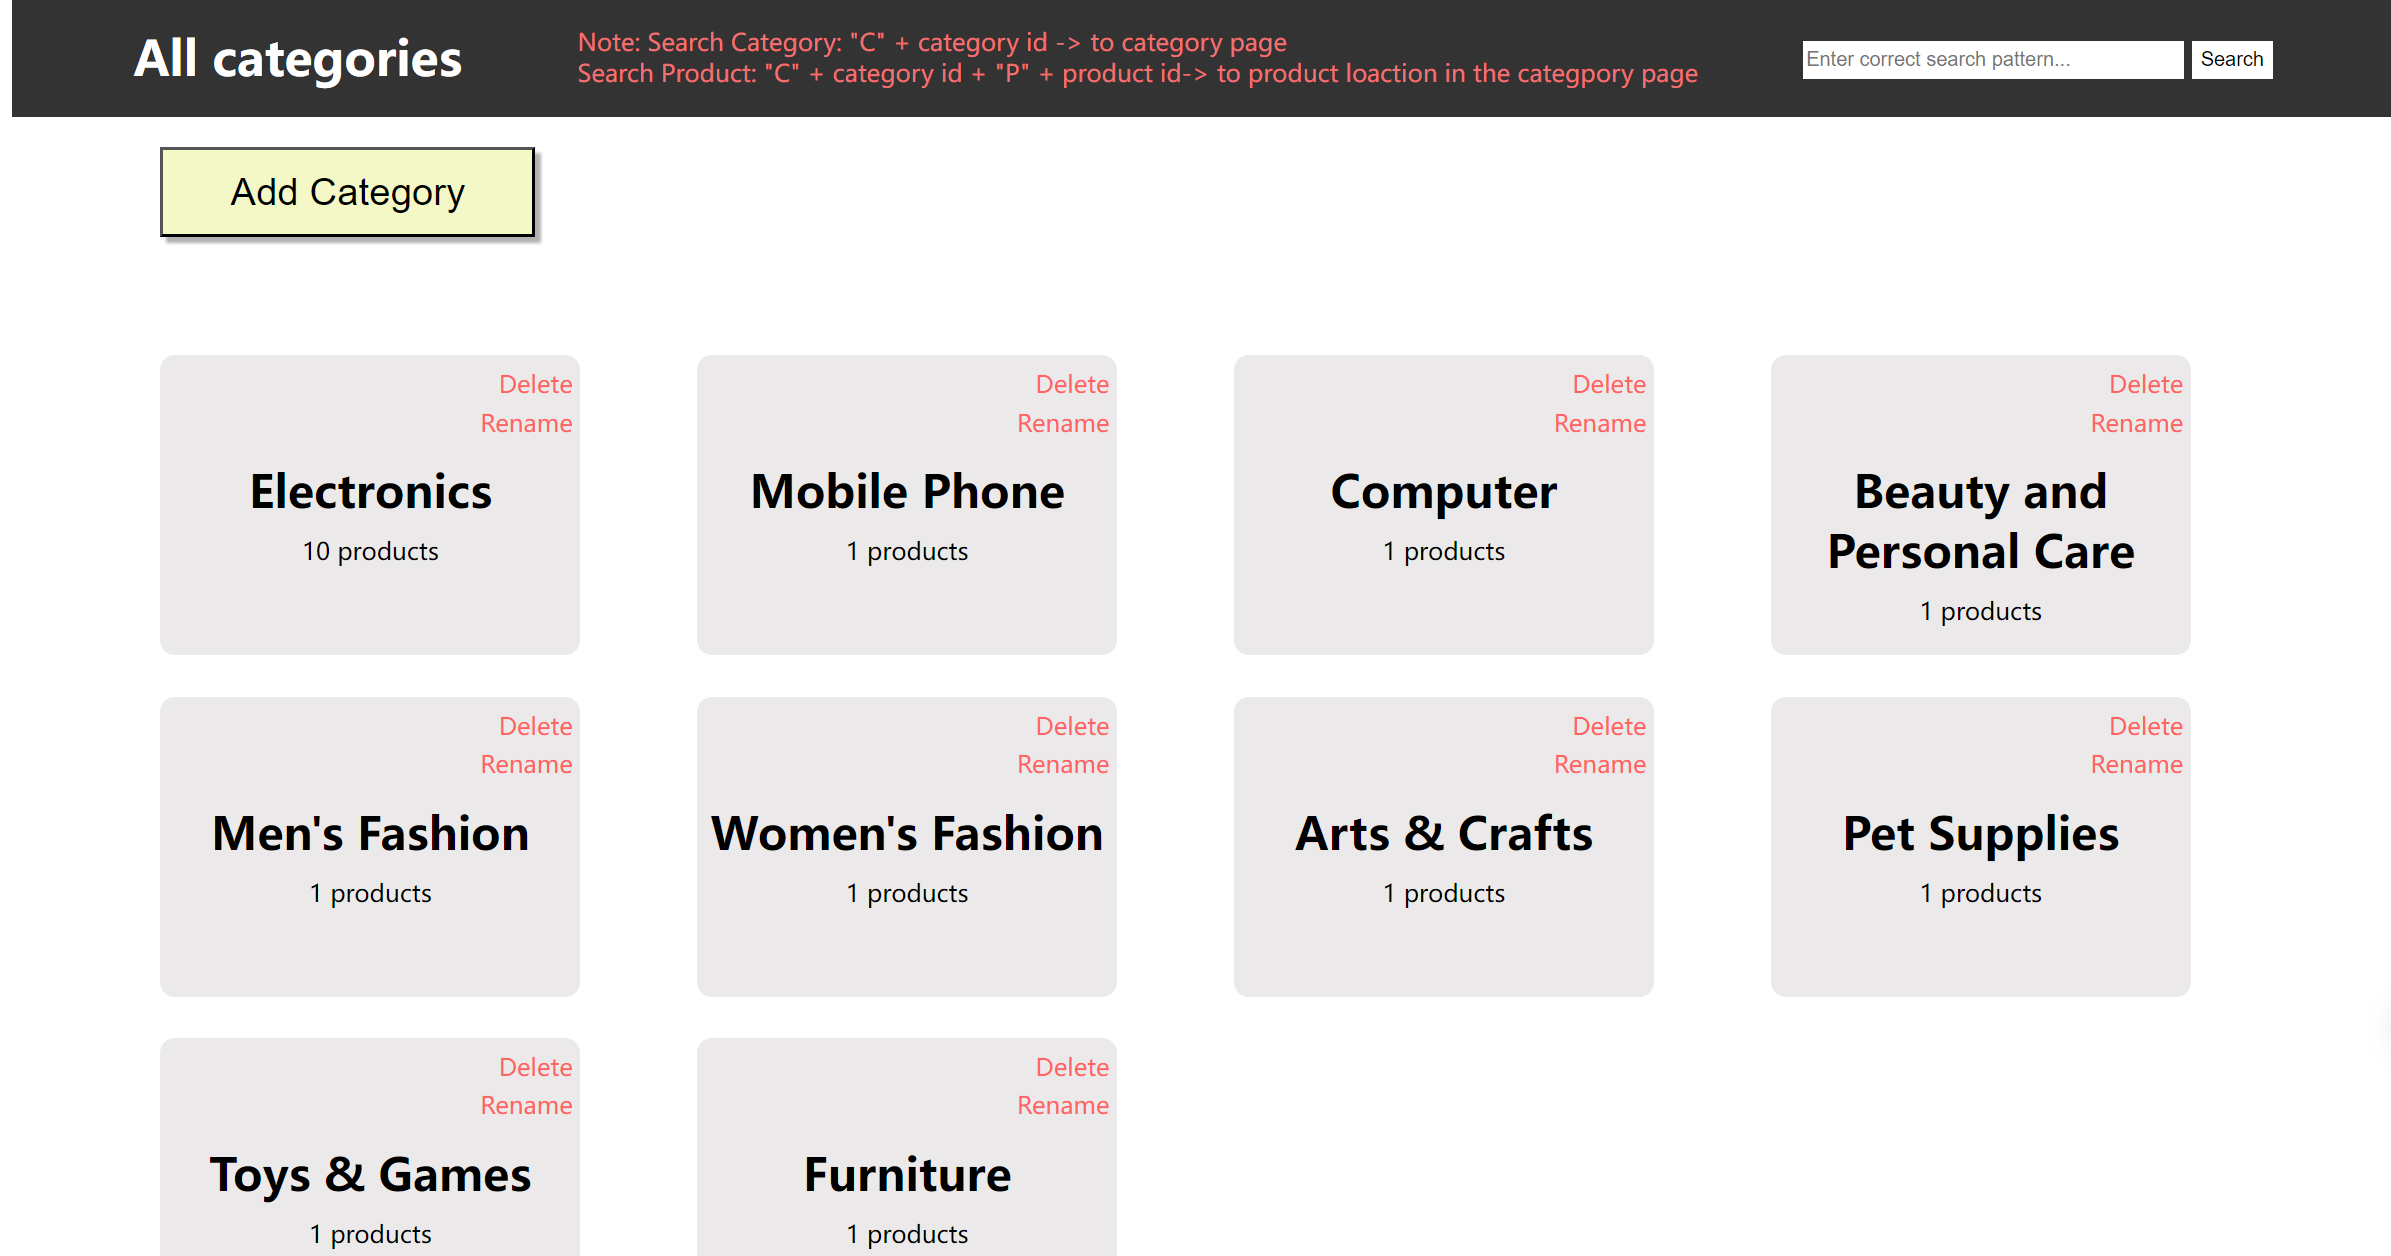 All categories
Note: Search Category: "C" + category id -> to category page
Search Product: "C" + category id + "P" + product id-> to product loaction in the categpory page
Enter correct search pattern...
Search
Add Category
Delete
Rename
Electronics
10 products
Delete
Rename
Mobile Phone
1 products
Delete
Rename
Computer
1 products
Delete
Rename
Beauty and
Personal Care
1 products
Delete
Rename
Men's Fashion
1 products
Delete
Rename
Women's Fashion
1 products
Delete
Rename
Arts & Crafts
1 products
Delete
Rename
Pet Supplies
1 products
Delete
Rename
Toys & Games
1 products
Delete
Rename
Furniture
1 products